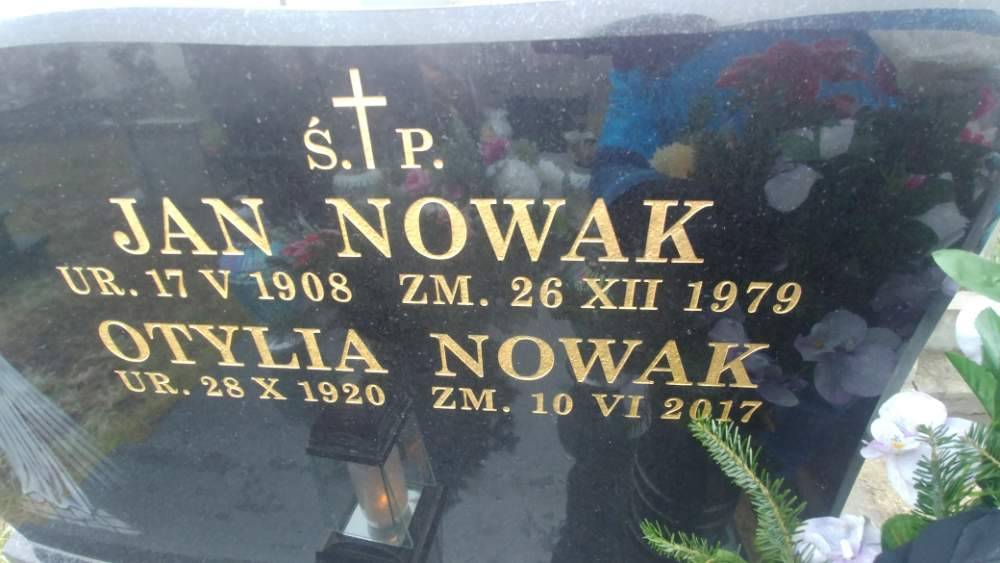 Ś. P.
JAN NOWAK
UR. 17 V 1908 ZM. 26 XII 1979
OTYLIA NOWAK
UR. 28 X 1920 ZM. 10 VI 2017